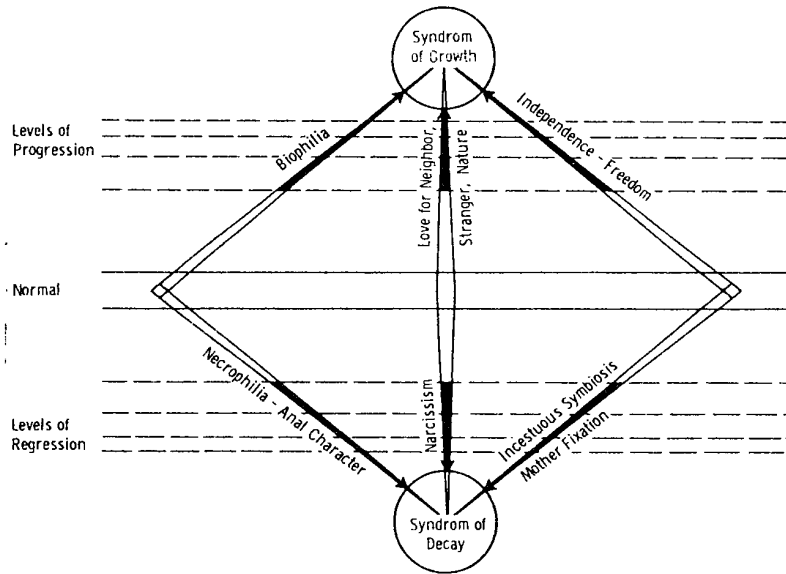 Syndrom
of Growth
Levels of
Progression
Biophilia
Love for Neighbor,
Stranger, Nature
Independence - Freedom
Normal
Necrophilia - Anal Character
Narcissism
Incestuous Symbiosis
Mother Fixation
Levels of
Regression
Syndrom of
Decay